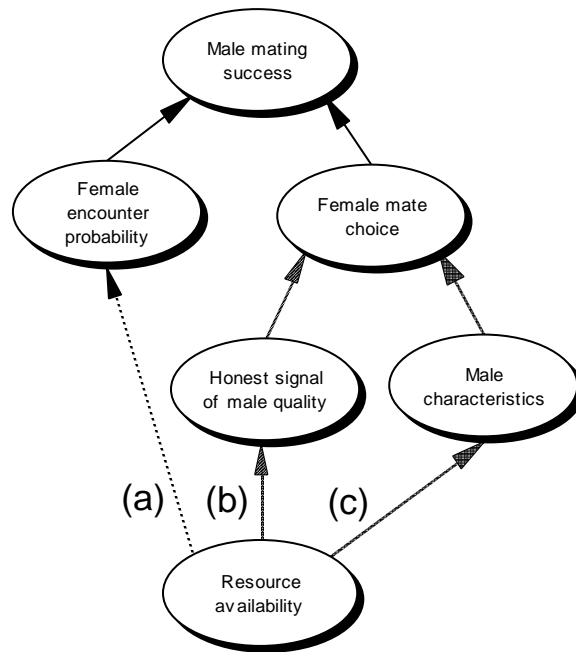 Male mating
success
Female
encounter
probability
Female mate
choice
Honest signal
of male quality
Male
characteristics
(a)
(b)
(c)
Resource
availability